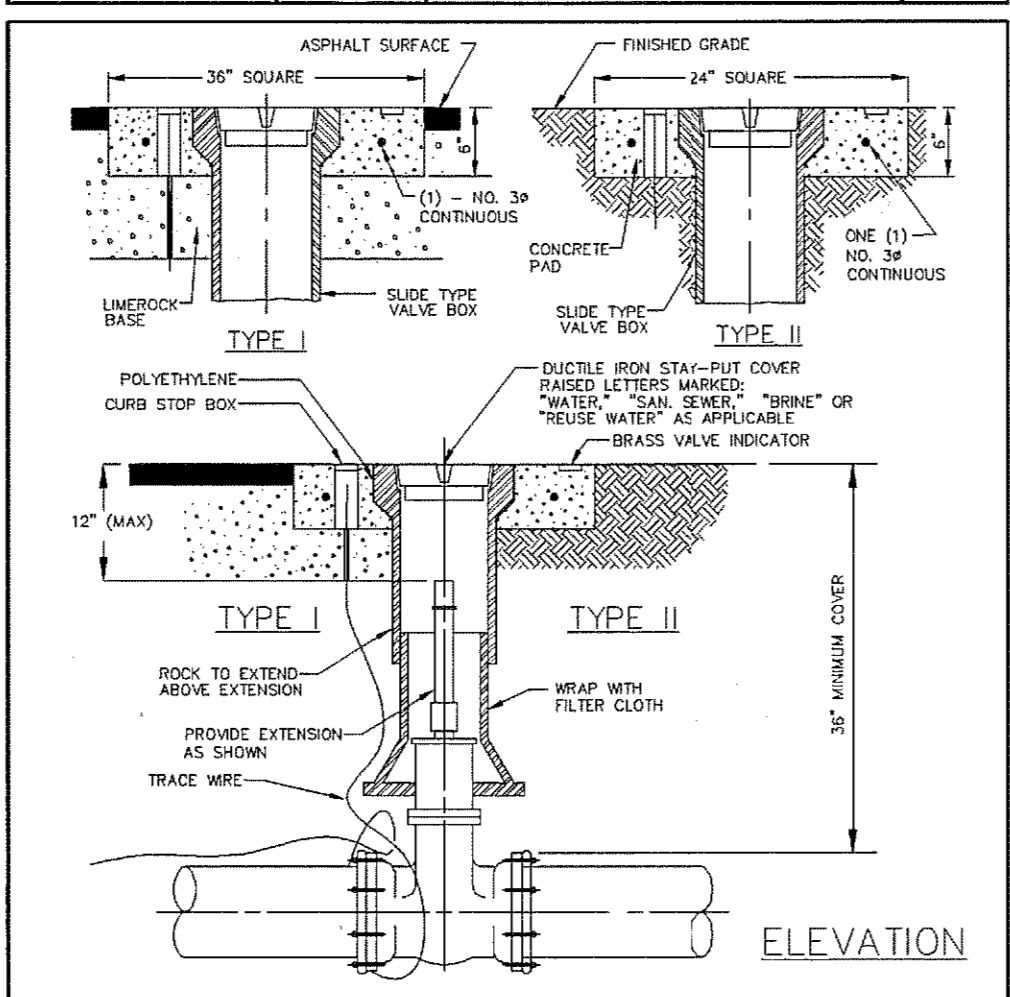 ASPHALT SURFACE
36" SQUARE
6"
(1) - NO. 3ø
CONTINUOUS
LIMEROCK
BASE
SLIDE TYPE
VALVE BOX
TYPE I
FINISHED GRADE
24" SQUARE
6"
CONCRETE
PAD
ONE (1)
NO. 3ø
CONTINUOUS
SLIDE TYPE
VALVE BOX
TYPE II
POLYETHYLENE
CURB STOP BOX
DUCTILE IRON STAY-PUT COVER
RAISED LETTERS MARKED:
"WATER," "SAN. SEWER," "BRINE" OR
"REUSE WATER" AS APPLICABLE
BRASS VALVE INDICATOR
12" (MAX)
TYPE I
TYPE II
36" MINIMUM COVER
ROCK TO EXTEND
ABOVE EXTENSION
WRAP WITH
FILTER CLOTH
PROVIDE EXTENSION
AS SHOWN
TRACE WIRE
ELEVATION